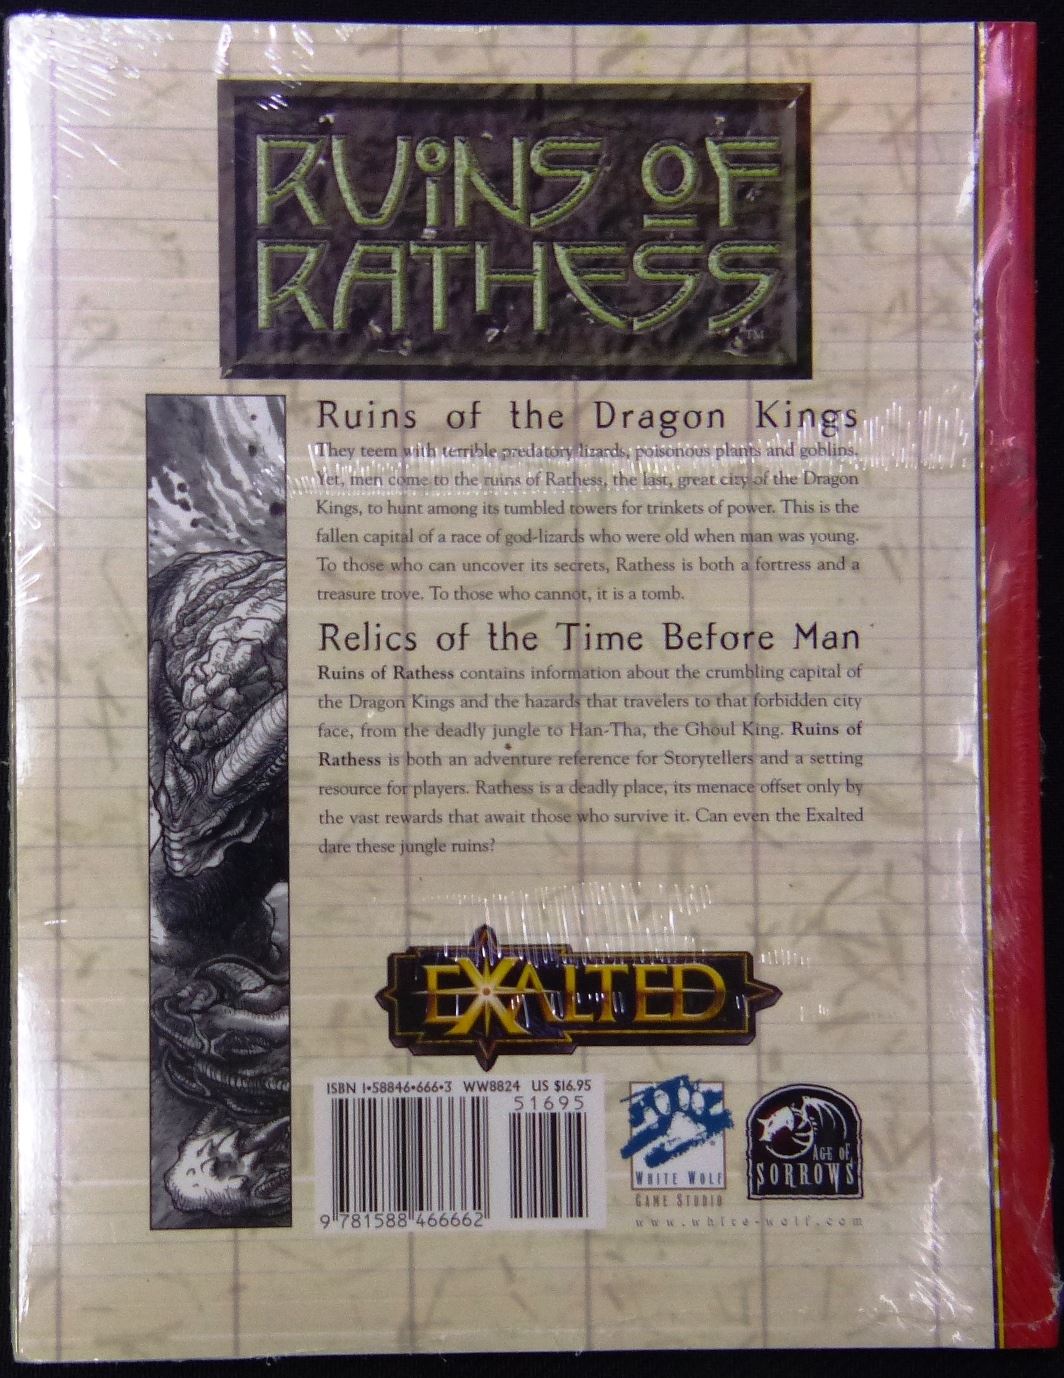 RUINS OF
RATHESS
TM
Ruins of the Dragon Kings
They teem with terrible predatory lizards, poisonous plants and goblins.
Yet, men come to the ruins of Rathess, the last, great city of the Dragon
Kings, to hunt among its tumbled towers for trinkets of power. This is the
fallen capital of a race of god-lizards who were old when man was young.
To those who can uncover its secrets, Rathess is both a fortress and a
treasure trove. To those who cannot, it is a tomb.
Relics of the Time Before Man
Ruins of Rathess contains information about the crumbling capital of
the Dragon Kings and the hazards that travelers to that forbidden city
face, from the deadly jungle to Han-Tha, the Ghoul King. Ruins of
Rathess is both an adventure reference for Storytellers and a setting
resource for players. Rathess is a deadly place, its menace offset only by
the vast rewards that await those who survive it. Can even the Exalted
dare these jungle ruins?
EXALTED
ISBN 1•58846•666•3 WW8824 US $16.95
51695
9 781588 466662
WHITE WOLF
GAME STUDIO
AGE OF
SORROWS
www.white-wolf.com